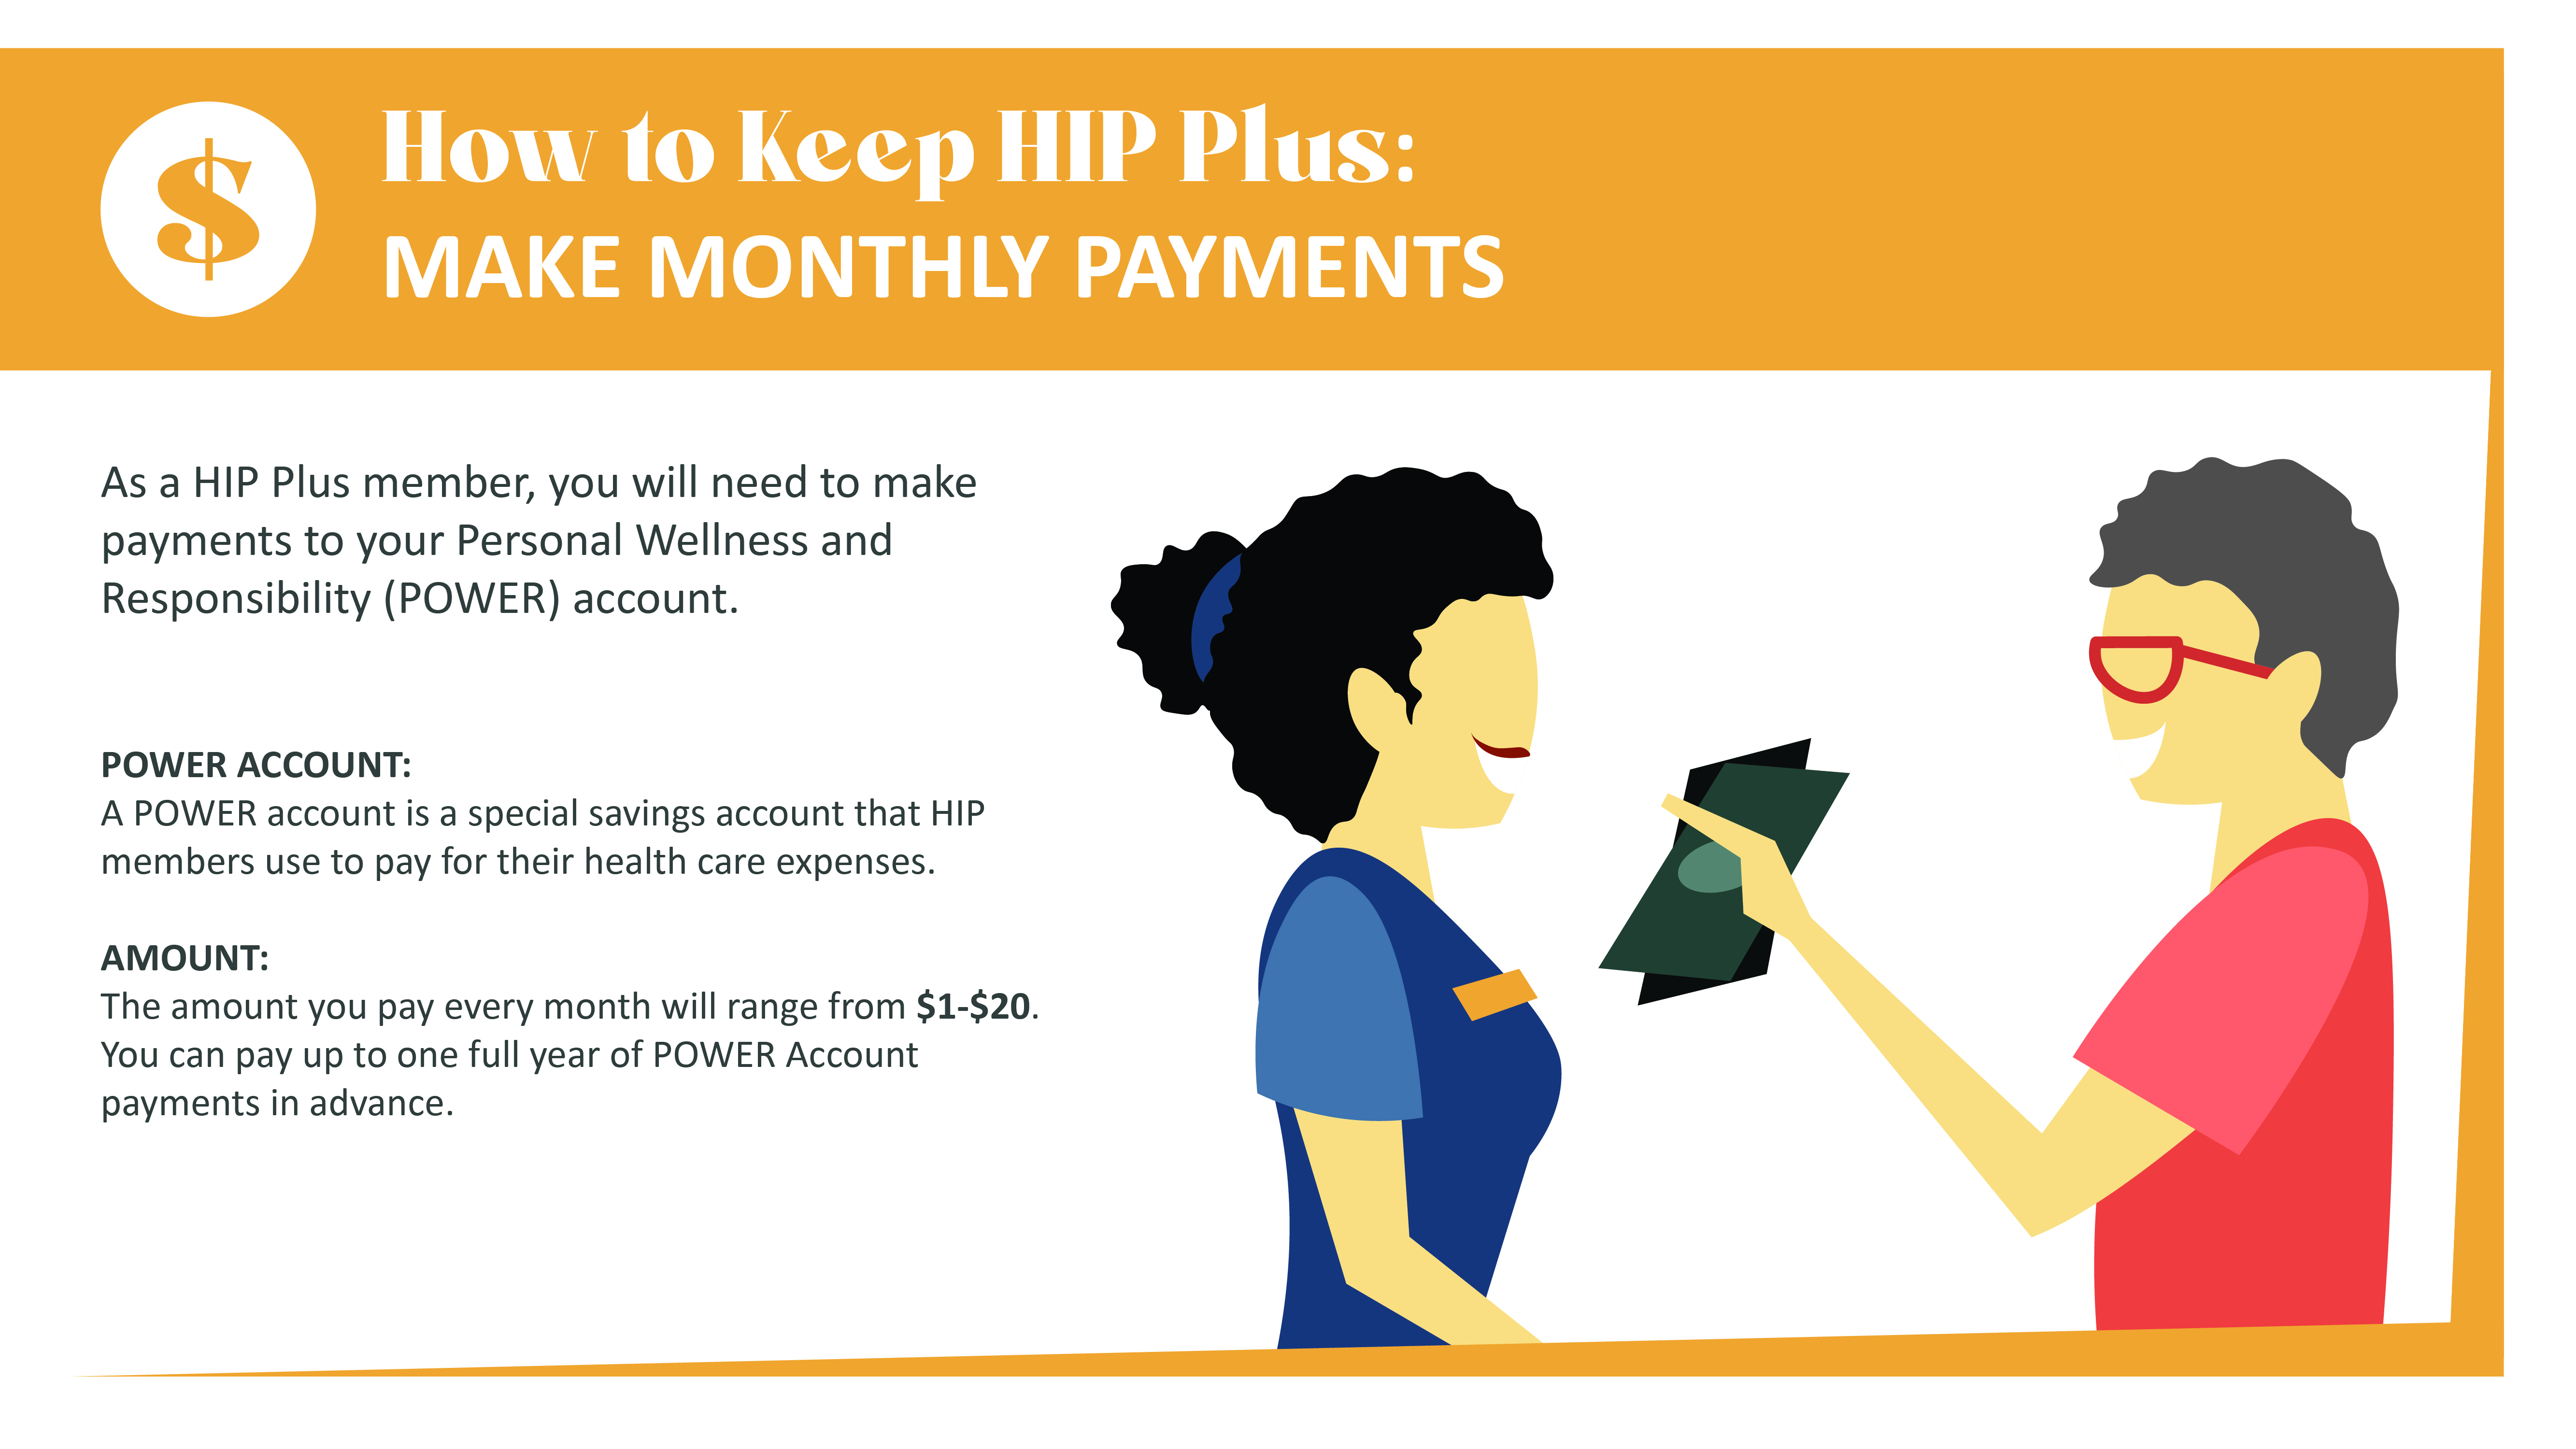 $
How to Keep HIP Plus:
MAKE MONTHLY PAYMENTS
As a HIP Plus member, you will need to make
payments to your Personal Wellness and
Responsibility (POWER) account.
POWER ACCOUNT:
A POWER account is a special savings account that HIP
members use to pay for their health care expenses.
AMOUNT:
The amount you pay every month will range from $1-$20.
You can pay up to one full year of POWER Account
payments in advance.